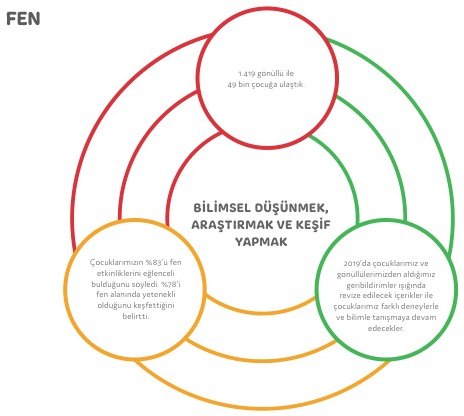 FEN
1.419 gönüllü ile
49 bin çocuğa ulaştık.
BİLİMSEL DÜŞÜNMEK,
ARAŞTIRMAK VE KEŞİF
YAPMAK
Çocuklarımızın %83'ü fen
etkinliklerini eğlenceli
bulduğunu söyledi. %78'i
fen alanında yetenekli
olduğunu keşfettiğini
belirtti.
2019'da çocuklarımız ve
gönüllülerimizden aldığımız
geribildirimler ışığında
revize edilecek içerikler ile
çocuklarımız farklı deneylerle
ve bilimle tanışmaya devam
edecekler.